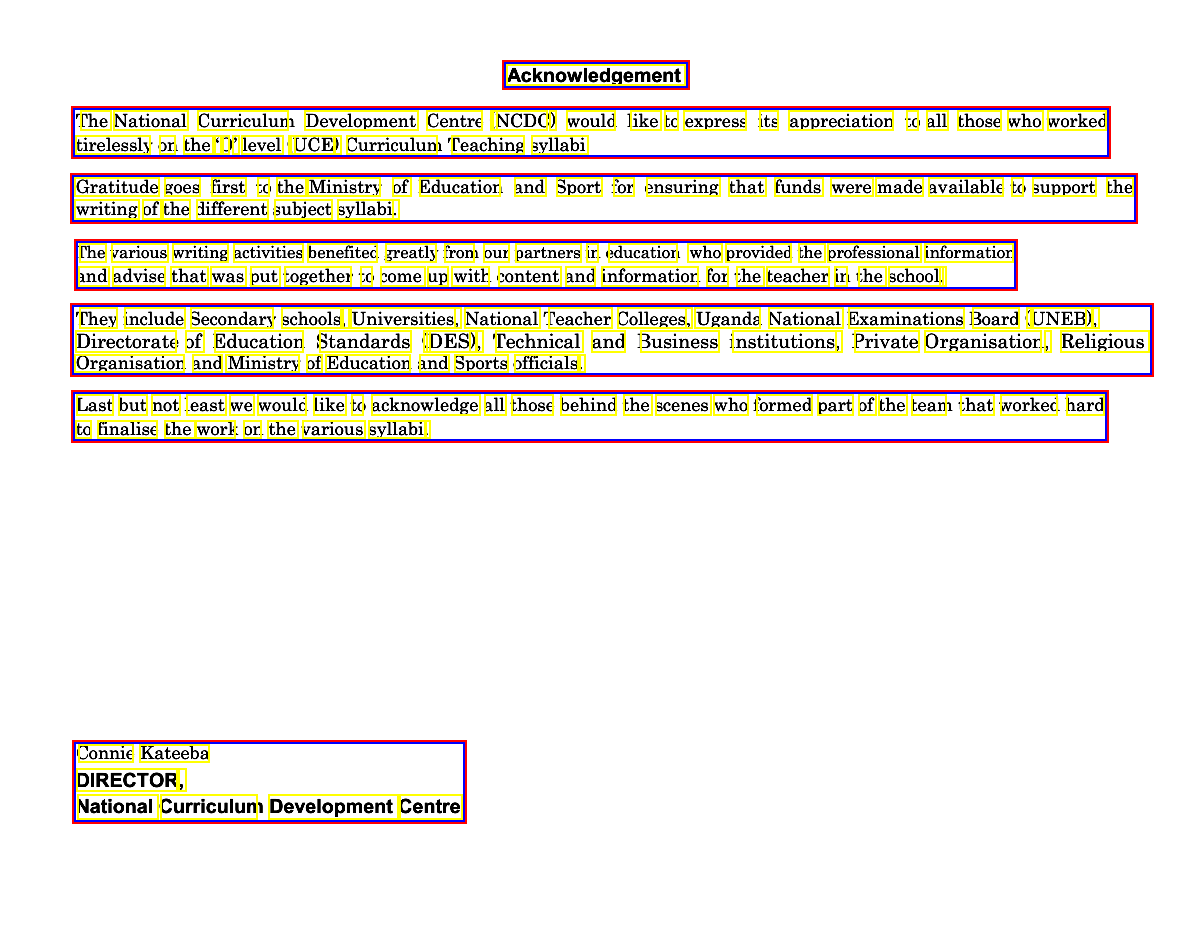 Acknowledgement
The National Curriculum Development Centre (NCDC) would like to express its appreciation to all those who worked
tirelessly on the ‘O’ level (UCE) Curriculum Teaching syllabi
Gratitude goes first to the Ministry of Education and Sport for ensuring that funds were made available to support the
writing of the different subject syllabi.
The various writing activities benefited greatly from our partners in education who provided the professional information
and advise that was put together to come up with content and information for the teacher in the school.
They include Secondary schools, Universities, National Teacher Colleges, Uganda National Examinations Board (UNEB),
Directorate of Education Standards (DES), Technical and Business institutions, Private Organisation, Religious
Organisation and Ministry of Education and Sports officials.
Last but not least we would like to acknowledge all those behind the scenes who formed part of the team that worked hard
to finalise the work on the various syllabi.
Connie Kateeba
DIRECTOR,
National Curriculum Development Centre